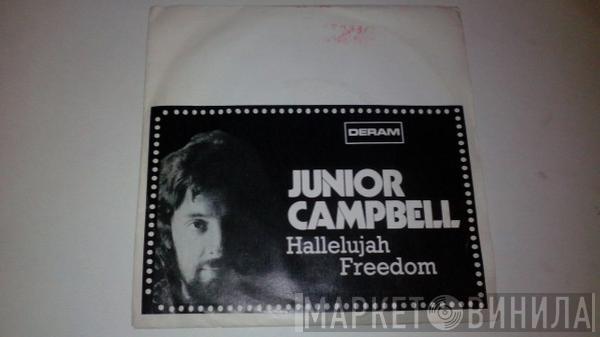 DERAM
JUNIOR
CAMPBELL
Hallelujah
Freedom
МАРКЕТ ВИНИЛА